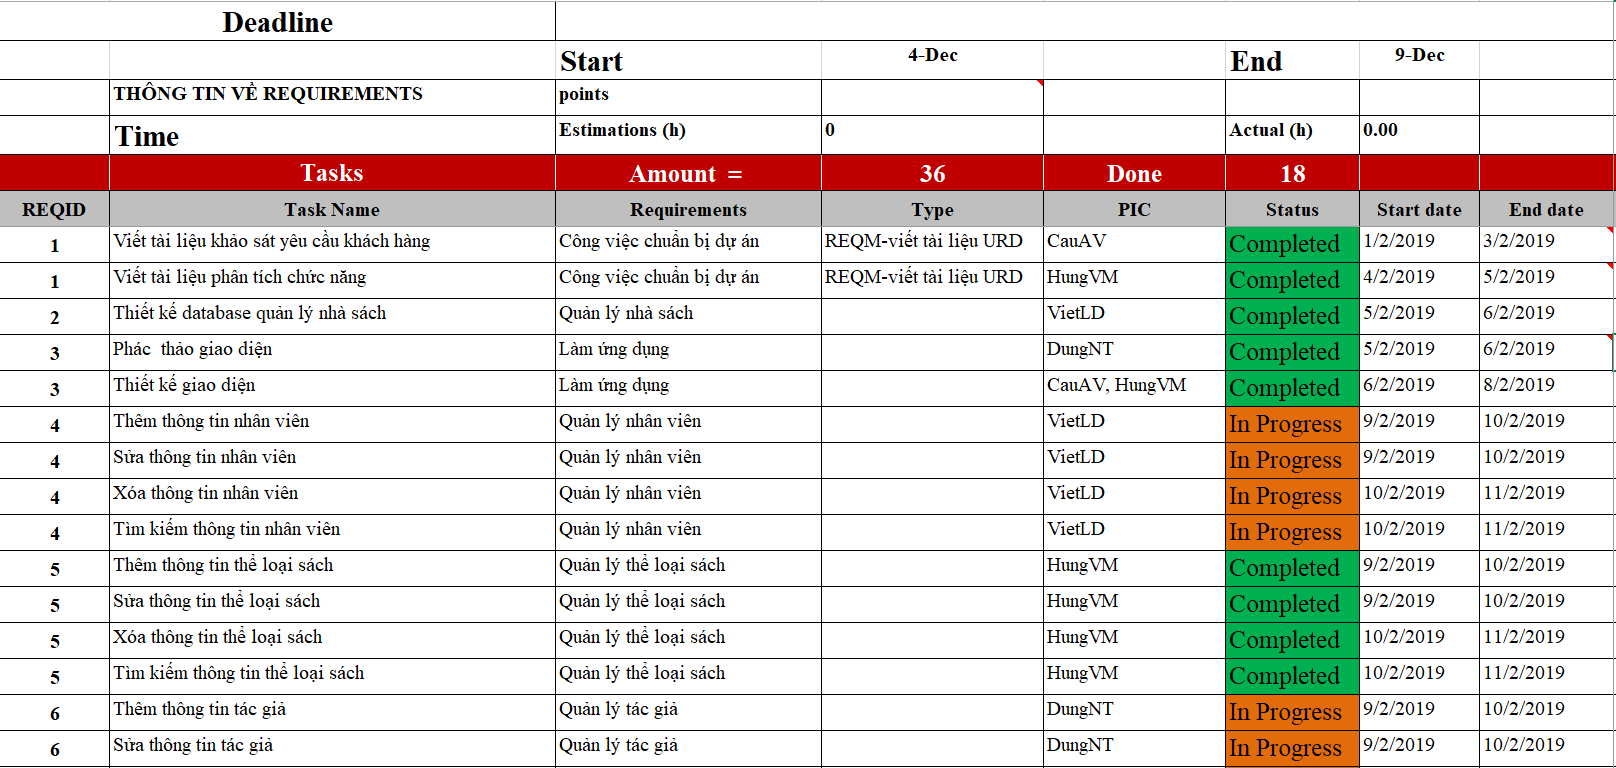 Deadline
Start 4-Dec End 9-Dec
THÔNG TIN VỀ REQUIREMENTS points
Time Estimations (h) 0 Actual (h) 0.00
Tasks Amount = 36 Done 18
REQID Task Name Requirements Type PIC Status Start date End date
1 Viết tài liệu khảo sát yêu cầu khách hàng Công việc chuẩn bị dự án REQM-viết tài liệu URD CauAV Completed 1/2/2019 3/2/2019
1 Viết tài liệu phân tích chức năng Công việc chuẩn bị dự án REQM-viết tài liệu URD HungVM Completed 4/2/2019 5/2/2019
2 Thiết kế database quản lý nhà sách Quản lý nhà sách VietLD Completed 5/2/2019 6/2/2019
3 Phác thảo giao diện Làm ứng dụng DungNT Completed 5/2/2019 6/2/2019
3 Thiết kế giao diện Làm ứng dụng CauAV, HungVM Completed 6/2/2019 8/2/2019
4 Thêm thông tin nhân viên Quản lý nhân viên VietLD In Progress 9/2/2019 10/2/2019
4 Sửa thông tin nhân viên Quản lý nhân viên VietLD In Progress 9/2/2019 10/2/2019
4 Xóa thông tin nhân viên Quản lý nhân viên VietLD In Progress 10/2/2019 11/2/2019
4 Tìm kiếm thông tin nhân viên Quản lý nhân viên VietLD In Progress 10/2/2019 11/2/2019
5 Thêm thông tin thể loại sách Quản lý thể loại sách HungVM Completed 9/2/2019 10/2/2019
5 Sửa thông tin thể loại sách Quản lý thể loại sách HungVM Completed 9/2/2019 10/2/2019
5 Xóa thông tin thể loại sách Quản lý thể loại sách HungVM Completed 10/2/2019 11/2/2019
5 Tìm kiếm thông tin thể loại sách Quản lý thể loại sách HungVM Completed 10/2/2019 11/2/2019
6 Thêm thông tin tác giả Quản lý tác giả DungNT In Progress 9/2/2019 10/2/2019
6 Sửa thông tin tác giả Quản lý tác giả DungNT In Progress 9/2/2019 10/2/2019